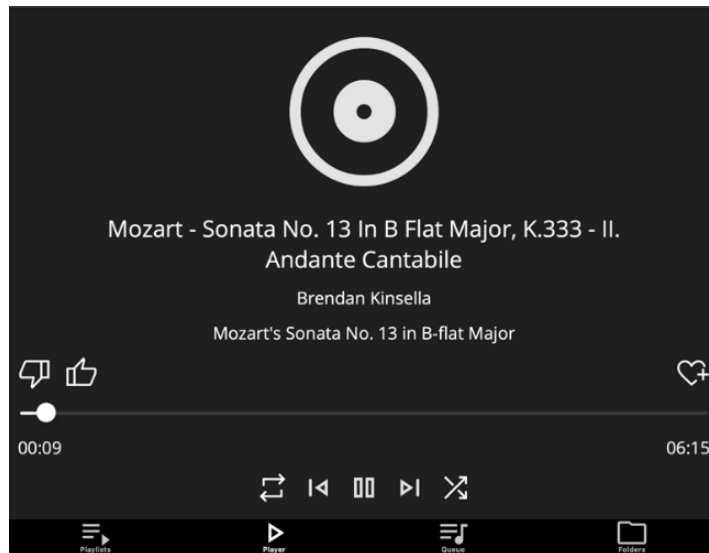 Mozart - Sonata No. 13 In B Flat Major, K.333 - II.
Andante Cantabile
Brendan Kinsella
Mozart's Sonata No. 13 in B-flat Major
00:09
06:15
Playlists
Player
Queue
Folders